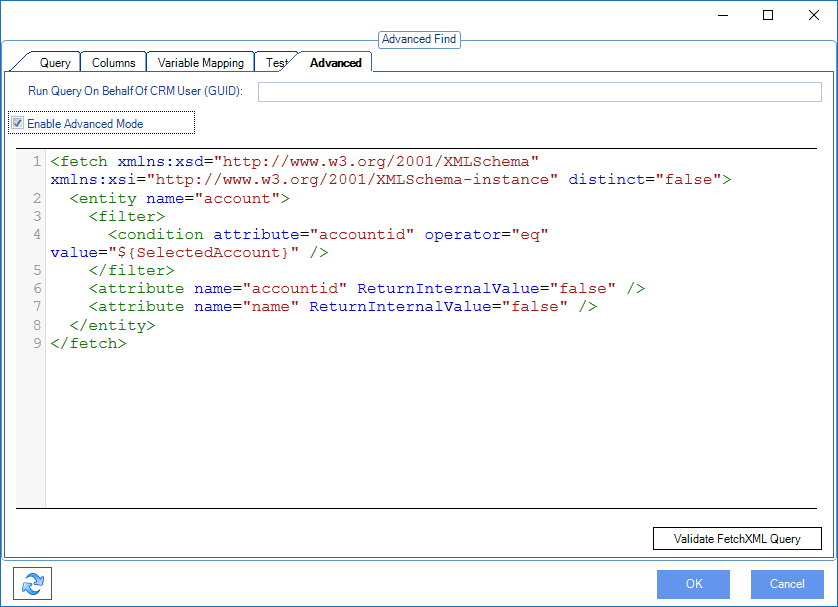 Advanced Find
Query Columns Variable Mapping Test Advanced
Run Query On Behalf Of CRM User (GUID):
Enable Advanced Mode
1 <fetch xmlns:xsd="http://www.w3.org/2001/XMLSchema"
xmlns:xsi="http://www.w3.org/2001/XMLSchema-instance" distinct="false">
2 <entity name="account">
3 <filter>
4 <condition attribute="accountid" operator="eq"
value="${SelectedAccount}" />
5 </filter>
6 <attribute name="accountid" ReturnInternalValue="false" />
7 <attribute name="name" ReturnInternalValue="false" />
8 </entity>
9 </fetch>
Validate FetchXML Query
OK Cancel